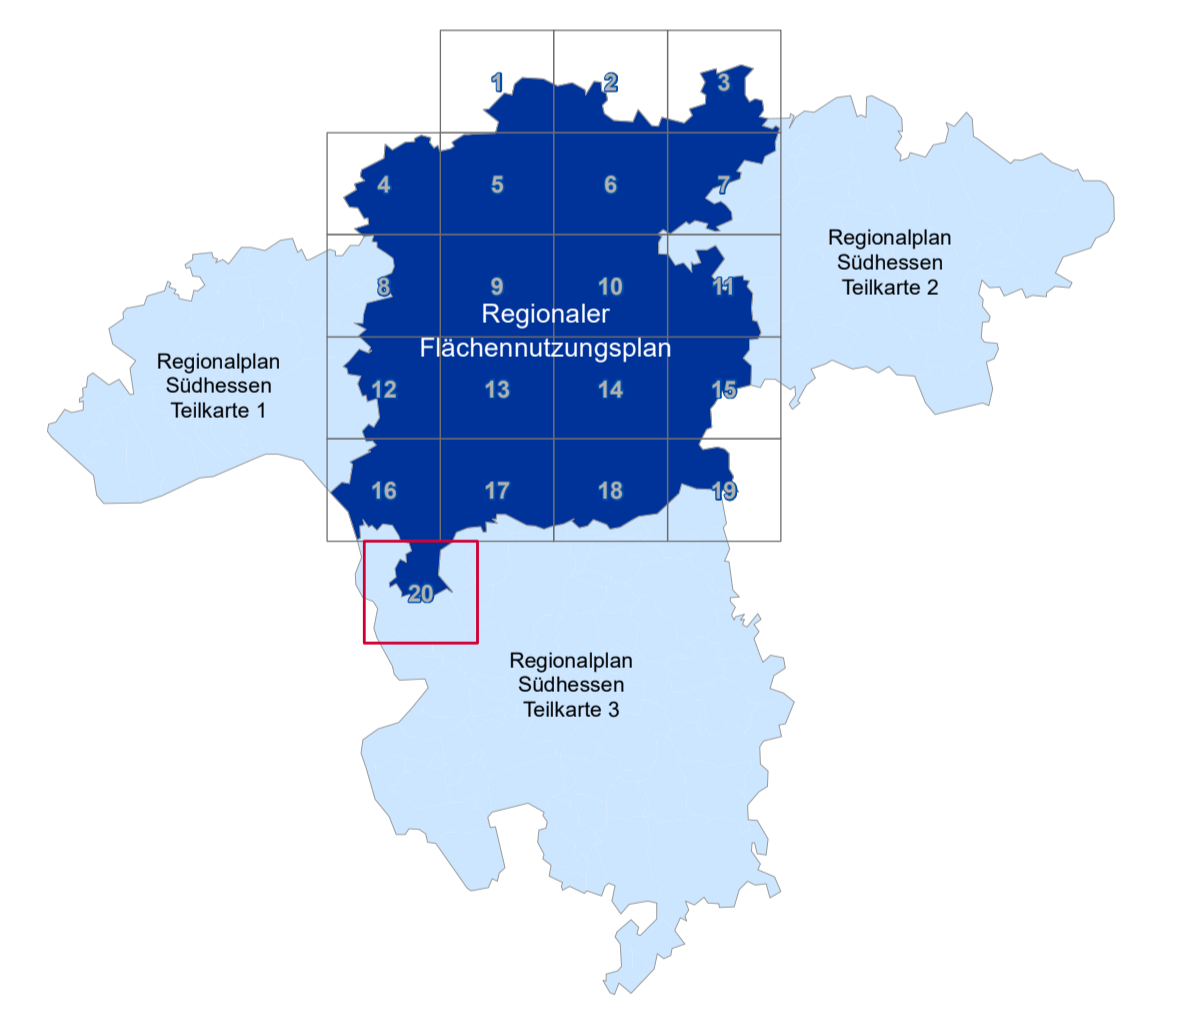 1 2 3
4 5 6 7
Regionalplan
Südhessen
Teilkarte 2
8 9 10 11
Regionaler
Flächennutzungsplan
Regionalplan
Südhessen
Teilkarte 1
12 13 14 15
16 17 18 19
20
Regionalplan
Südhessen
Teilkarte 3